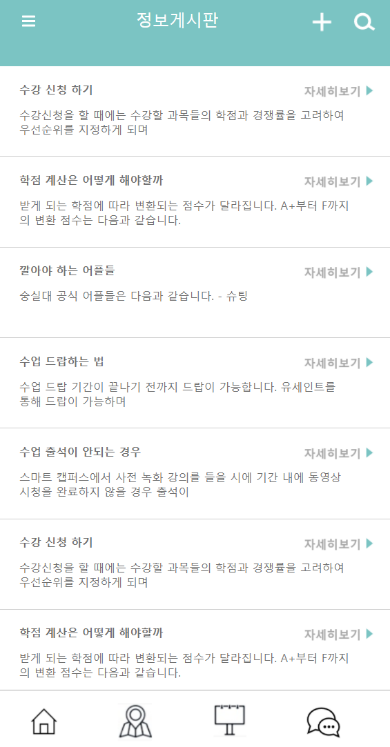 정보게시판
수강 신청 하기
자세히보기
수강신청을 할 때에는 수강할 과목들의 학점과 경쟁률을 고려하여
우선순위를 지정하게 되며
학점 계산은 어떻게 해야할까
자세히보기
받게 되는 학점에 따라 변환되는 점수가 달라집니다. A+부터 F까지
의 변환 점수는 다음과 같습니다.
깔아야 하는 어플들
자세히보기
숭실대 공식 어플들은 다음과 같습니다. - 슈팅
수업 드랍하는 법
자세히보기
수업 드랍 기간이 끝나기 전까지 드랍이 가능합니다. 유세인트를
통해 드랍이 가능하며
수업 출석이 안되는 경우
자세히보기
스마트 캠퍼스에서 사전 녹화 강의를 들을 시에 기간 내에 동영상
시청을 완료하지 않을 경우 출석이
수강 신청 하기
자세히보기
수강신청을 할 때에는 수강할 과목들의 학점과 경쟁률을 고려하여
우선순위를 지정하게 되며
학점 계산은 어떻게 해야할까
자세히보기
받게 되는 학점에 따라 변환되는 점수가 달라집니다. A+부터 F까지
의 변환 점수는 다음과 같습니다.